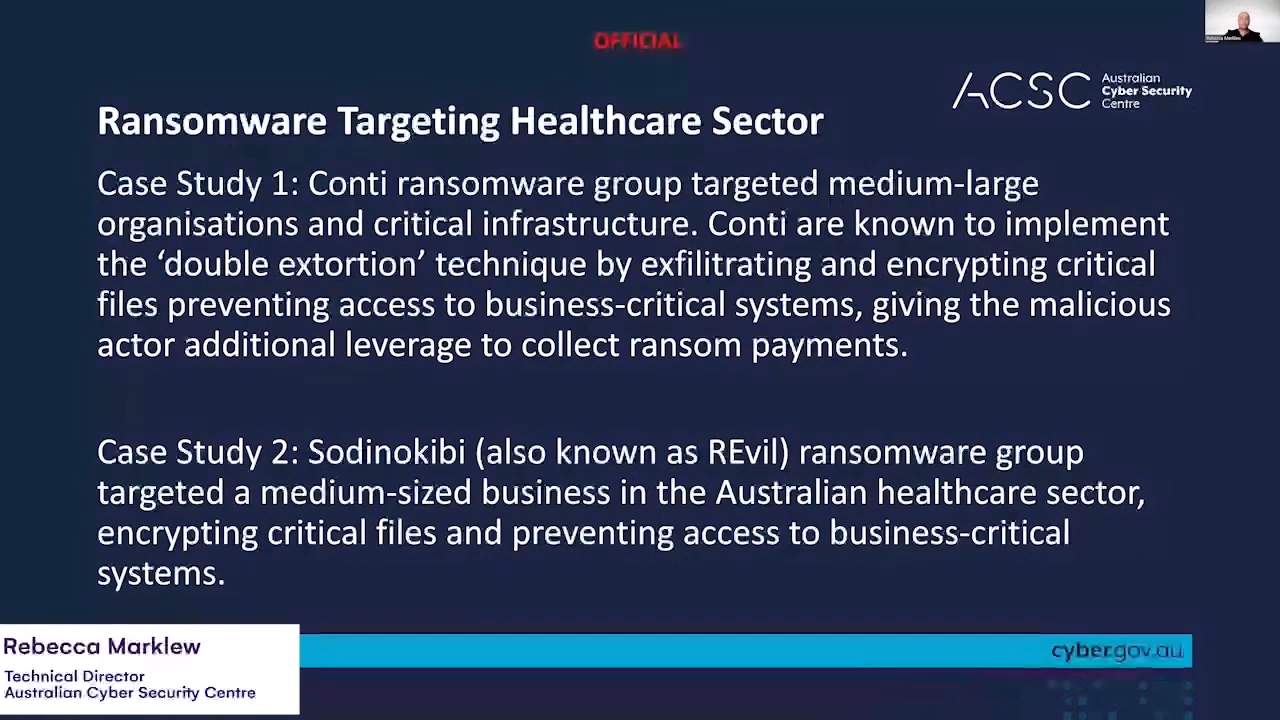 OFFICIAL
Rebecca Marklew
ACSC
Australian
Cyber Security
Centre
Ransomware Targeting Healthcare Sector
Case Study 1: Conti ransomware group targeted medium-large
organisations and critical infrastructure. Conti are known to implement
the ‘double extortion’ technique by exfiltrating and encrypting critical
files preventing access to business-critical systems, giving the malicious
actor additional leverage to collect ransom payments.
Case Study 2: Sodinokibi (also known as REvil) ransomware group
targeted a medium-sized business in the Australian healthcare sector,
encrypting critical files and preventing access to business-critical
systems.
Rebecca Marklew
Technical Director
Australian Cyber Security Centre
cyber.gov.au